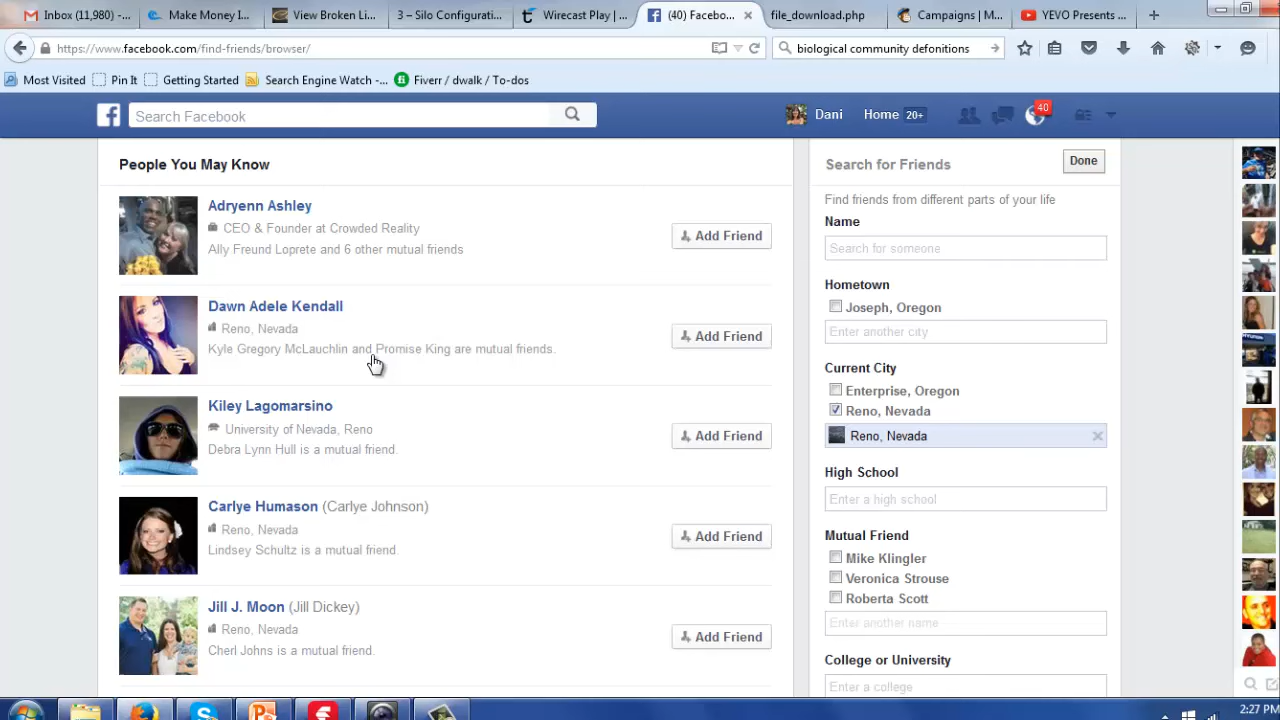 Inbox (11,980) ...
Make Money I...
View Broken Li...
3 – Silo Configurati...
Wirecast Play | ...
(40) Facebo...
file_download.php
Campaigns | M...
YEVO Presents ...
https://www.facebook.com/find-friends/browser/
biological community defonitions
Most Visited
Pin It
Getting Started
Search Engine Watch -...
Fiverr / dwalk / To-dos
Search Facebook
Dani
Home 20+
40
People You May Know
Adryenn Ashley
CEO & Founder at Crowded Reality
Ally Freund Loprete and 6 other mutual friends
Add Friend
Dawn Adele Kendall
Reno, Nevada
Kyle Gregory McLauchlin and Promise King are mutual friends.
Add Friend
Kiley Lagomarsino
University of Nevada, Reno
Debra Lynn Hull is a mutual friend.
Add Friend
Carlye Humason (Carlye Johnson)
Reno, Nevada
Lindsey Schultz is a mutual friend.
Add Friend
Jill J. Moon (Jill Dickey)
Reno, Nevada
Cherl Johns is a mutual friend.
Add Friend
Search for Friends
Done
Find friends from different parts of your life
Name
Search for someone
Hometown
Joseph, Oregon
Enter another city
Current City
Enterprise, Oregon
Reno, Nevada
Reno, Nevada
High School
Enter a high school
Mutual Friend
Mike Klingler
Veronica Strouse
Roberta Scott
Enter another name
College or University
Enter a college
2:27 PM